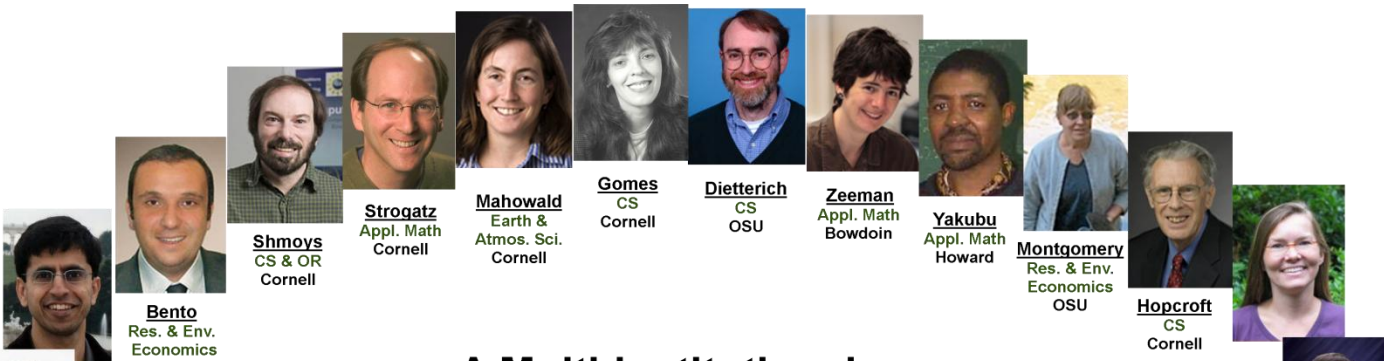 Bento
Res. & Env.
Economics
Shmoys
CS & OR
Cornell
Strogatz
Appl. Math
Cornell
Mahowald
Earth &
Atmos. Sci.
Cornell
Gomes
CS
Cornell
Dietterich
CS
OSU
Zeeman
Appl. Math
Bowdoin
Yakubu
Appl. Math
Howard
Montgomery
Res. & Env.
Economics
OSU
Hopcroft
CS
Cornell